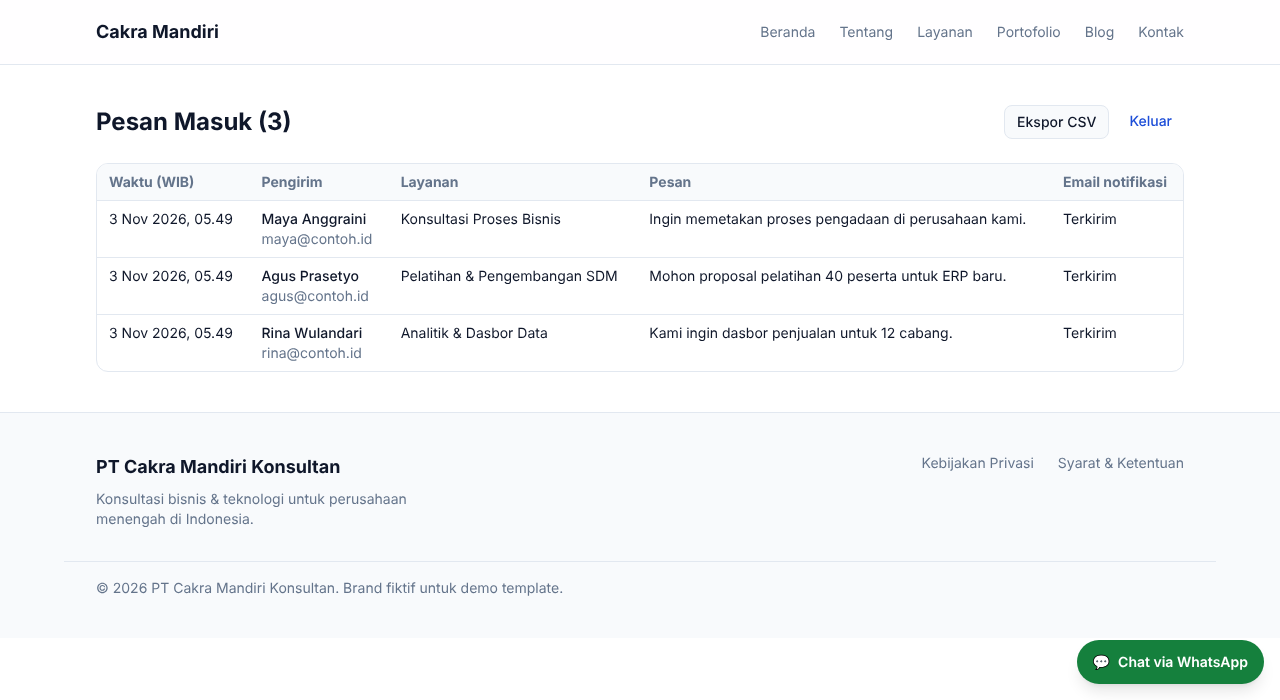 Cakra Mandiri
Beranda Tentang Layanan Portofolio Blog Kontak
Pesan Masuk (3)
Ekspor CSV Keluar
Waktu (WIB) Pengirim Layanan Pesan Email notifikasi
3 Nov 2026, 05.49 Maya Anggraini Konsultasi Proses Bisnis Ingin memetakan proses pengadaan di perusahaan kami. Terkirim
maya@contoh.id
3 Nov 2026, 05.49 Agus Prasetyo Pelatihan & Pengembangan SDM Mohon proposal pelatihan 40 peserta untuk ERP baru. Terkirim
agus@contoh.id
3 Nov 2026, 05.49 Rina Wulandari Analitik & Dasbor Data Kami ingin dasbor penjualan untuk 12 cabang. Terkirim
rina@contoh.id
PT Cakra Mandiri Konsultan
Kebijakan Privasi Syarat & Ketentuan
Konsultasi bisnis & teknologi untuk perusahaan
menengah di Indonesia.
© 2026 PT Cakra Mandiri Konsultan. Brand fiktif untuk demo template.
💬 Chat via WhatsApp